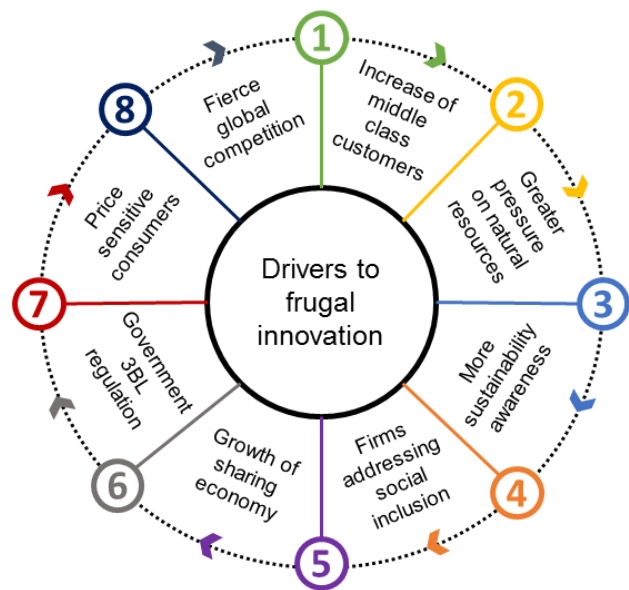 1
Increase of
middle
class
customers
2
Greater
pressure
on natural
resources
3
More
sustainability
awareness
4
Firms
addressing
social
inclusion
5
Growth of
sharing
economy
6
Government
3BL
regulation
7
Price
sensitive
consumers
8
Fierce
global
competition
Drivers to
frugal
innovation